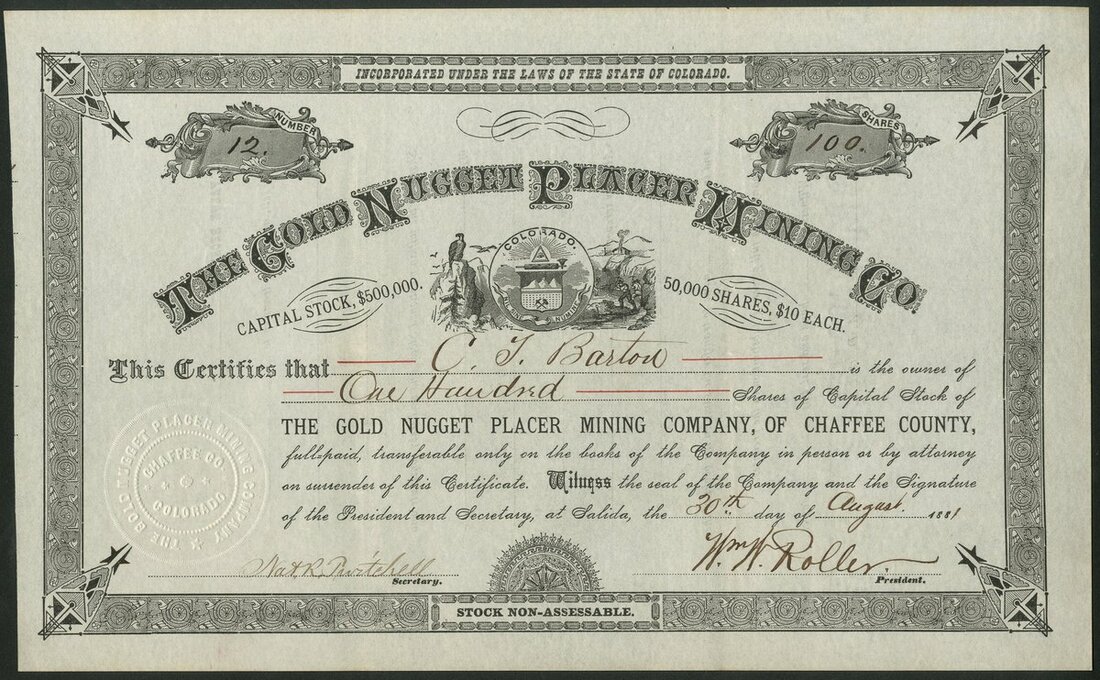 INCORPORATED UNDER THE LAWS OF THE STATE OF COLORADO.
NUMBER
12.
SHARES
100.
THE GOLD NUGGET PLACER MINING CO.
COLORADO.
CAPITAL STOCK, $500,000.
50,000 SHARES, $10 EACH.
This Certifies that C. T. Barton is the owner of
One Hundred Shares of Capital Stock of
THE GOLD NUGGET PLACER MINING COMPANY, OF CHAFFEE COUNTY,
full-paid, transferable only on the books of the Company in person or by attorney
on surrender of this Certificate. Witness the seal of the Company and the Signature
of the President and Secretary, at Salida, the 30th day of August 1881
THE GOLD NUGGET PLACER MINING COMPANY
CHAFFEE CO.
COLORADO
Nat. R. Twitchell
Secretary.
Wm W. Roller.
President.
STOCK NON-ASSESSABLE.